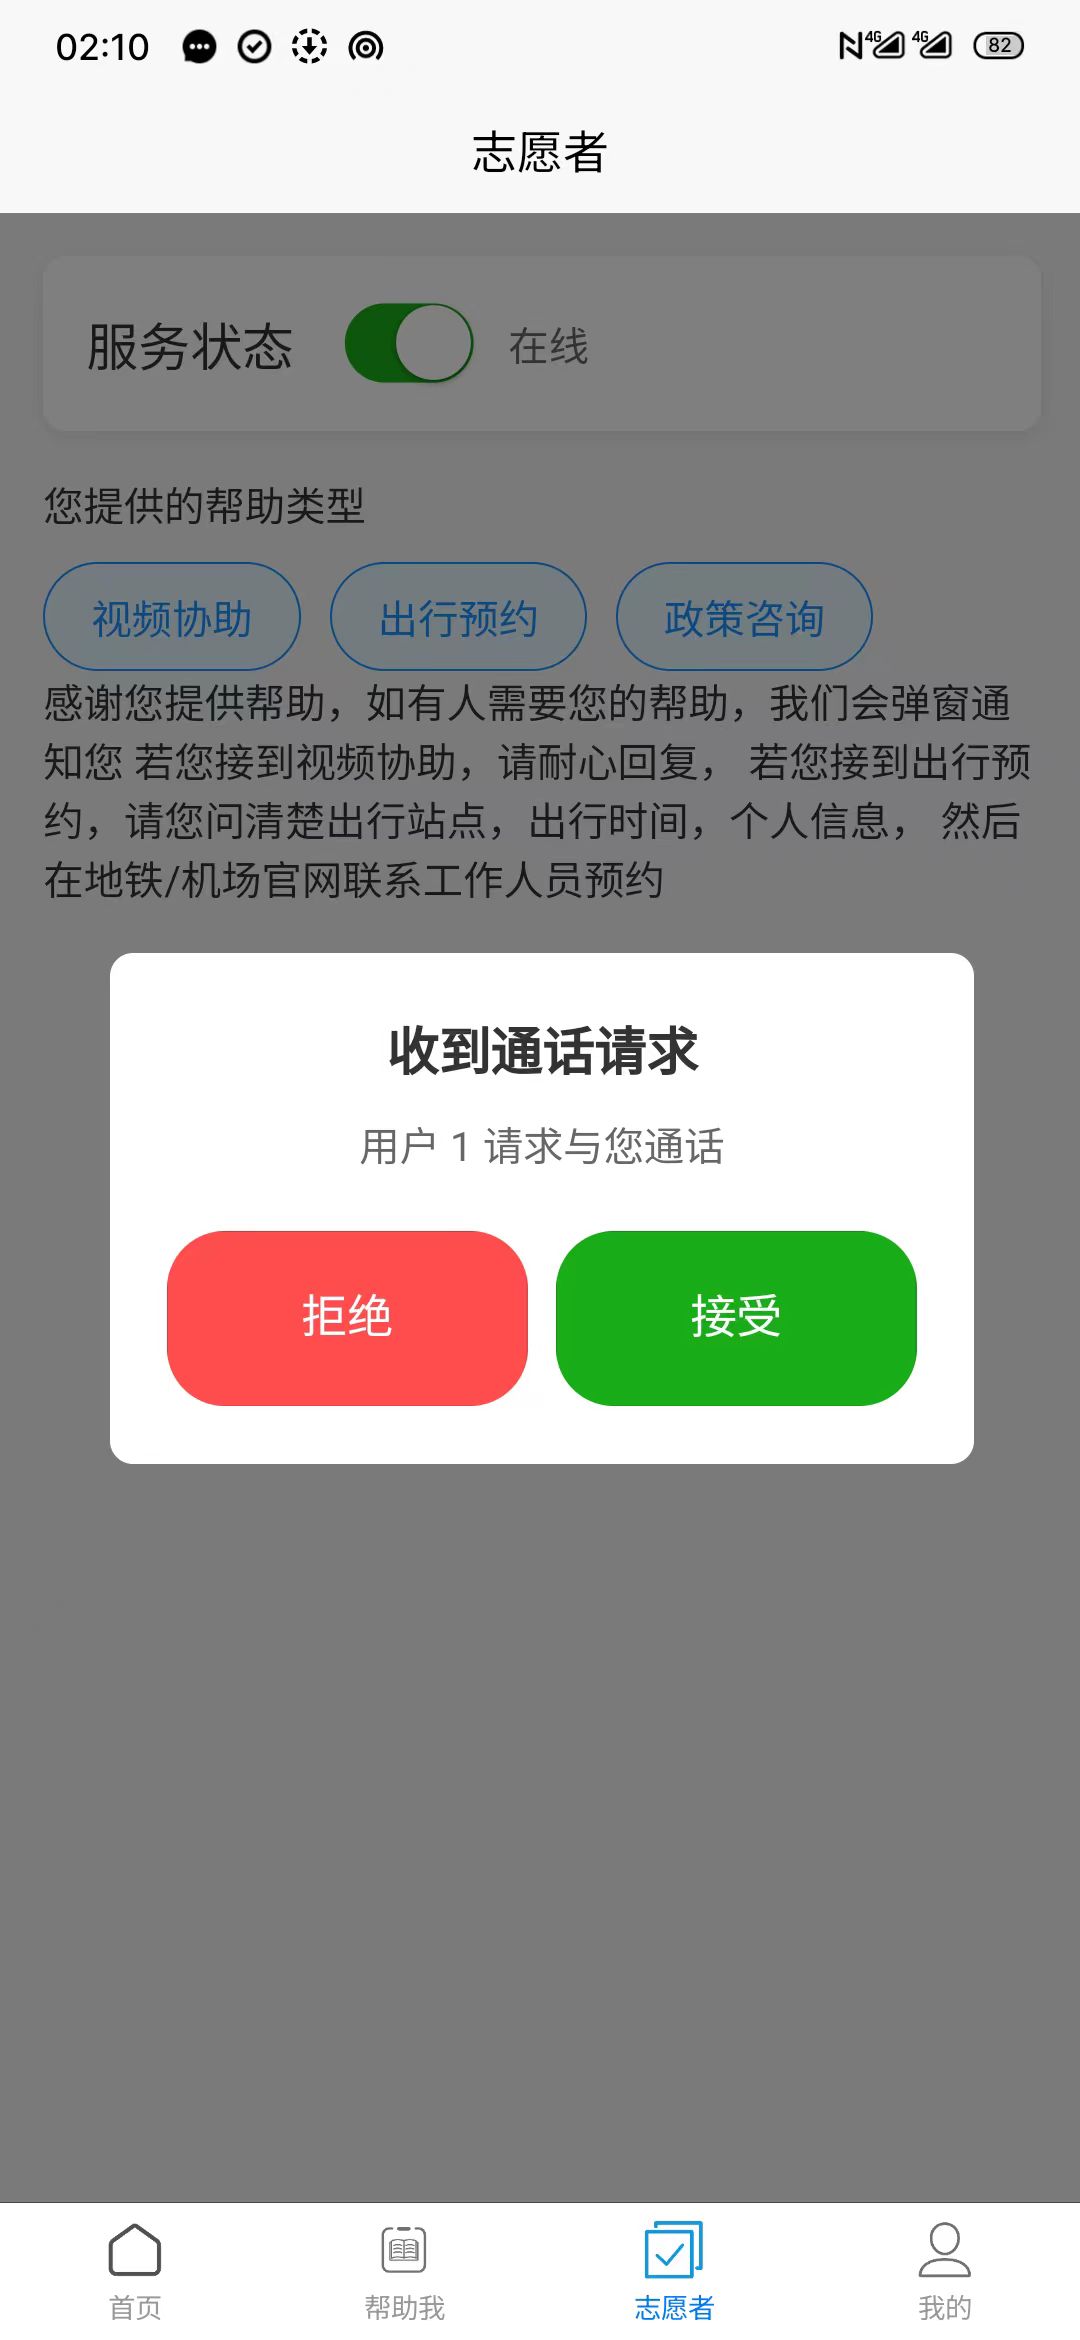 02:10
4G 4G 82
志愿者
服务状态 在线
您提供的帮助类型
视频协助 出行预约 政策咨询
感谢您提供帮助，如有人需要您的帮助，我们会弹窗通
知您 若您接到视频协助，请耐心回复， 若您接到出行预
约，请您问清楚出行站点，出行时间，个人信息， 然后
在地铁/机场官网联系工作人员预约
收到通话请求
用户 1 请求与您通话
拒绝 接受
首页 帮助我 志愿者 我的